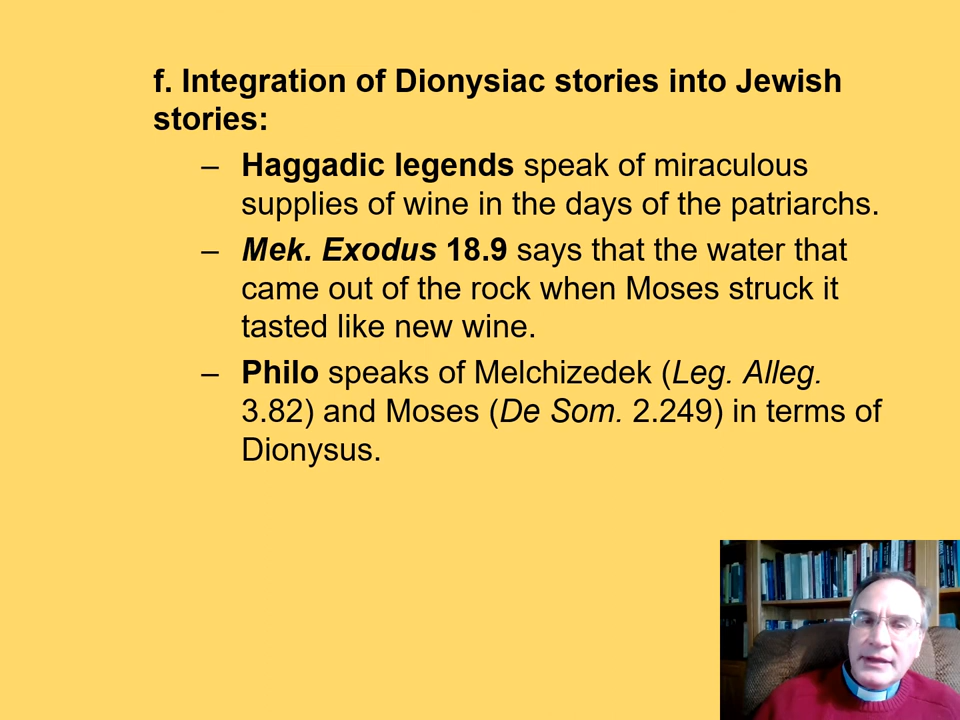 f. Integration of Dionysiac stories into Jewish
stories:
– Haggadic legends speak of miraculous
supplies of wine in the days of the patriarchs.
– Mek. Exodus 18.9 says that the water that
came out of the rock when Moses struck it
tasted like new wine.
– Philo speaks of Melchizedek (Leg. Alleg.
3.82) and Moses (De Som. 2.249) in terms of
Dionysus.